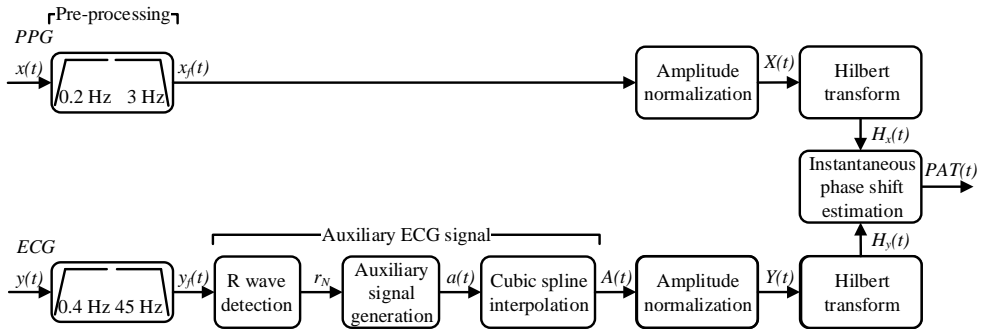 Pre-processing
PPG
x(t)
0.2 Hz 3 Hz
x_f(t)
Amplitude
normalization
X(t)
Hilbert
transform
H_x(t)
Instantaneous
phase shift
estimation
PAT(t)
H_y(t)
ECG
y(t)
0.4 Hz 45 Hz
y_f(t)
Auxiliary ECG signal
R wave
detection
r_N
Auxiliary
signal
generation
a(t)
Cubic spline
interpolation
A(t)
Amplitude
normalization
Y(t)
Hilbert
transform